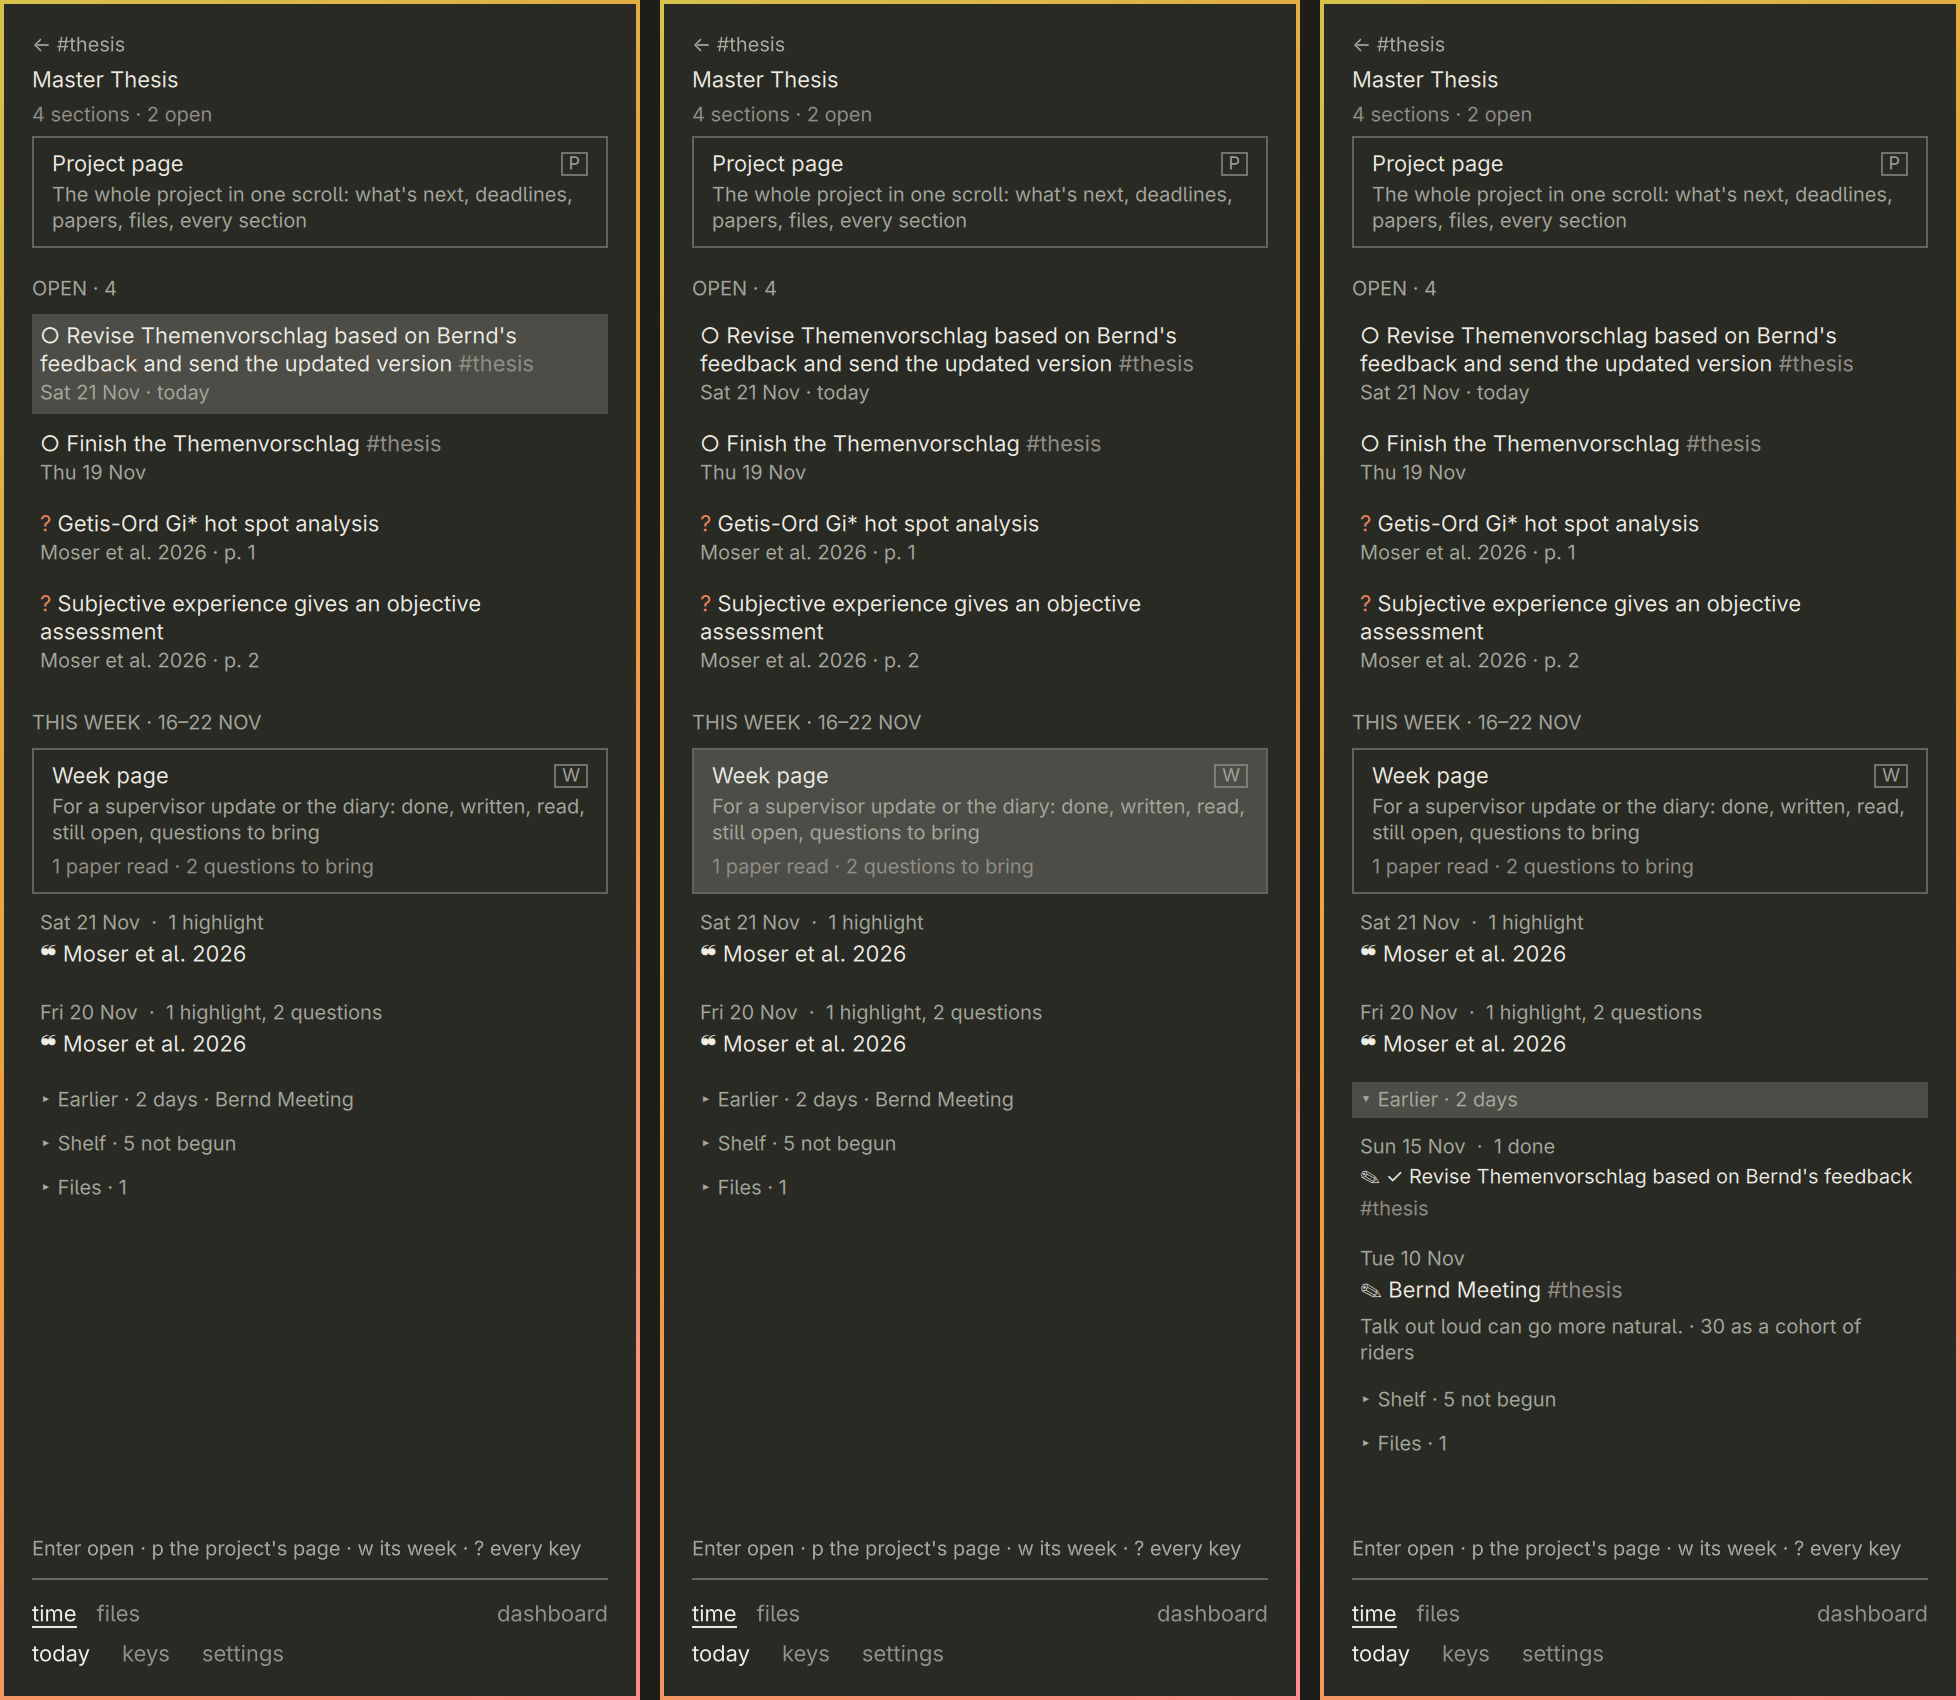 ← #thesis
Master Thesis
4 sections · 2 open
Project page P
The whole project in one scroll: what's next, deadlines,
papers, files, every section
OPEN · 4
○ Revise Themenvorschlag based on Bernd's
feedback and send the updated version #thesis
Sat 21 Nov · today
○ Finish the Themenvorschlag #thesis
Thu 19 Nov
? Getis-Ord Gi* hot spot analysis
Moser et al. 2026 · p. 1
? Subjective experience gives an objective
assessment
Moser et al. 2026 · p. 2
THIS WEEK · 16–22 NOV
Week page W
For a supervisor update or the diary: done, written, read,
still open, questions to bring
1 paper read · 2 questions to bring
Sat 21 Nov · 1 highlight
❝ Moser et al. 2026
Fri 20 Nov · 1 highlight, 2 questions
❝ Moser et al. 2026
▸ Earlier · 2 days · Bernd Meeting
▸ Shelf · 5 not begun
▸ Files · 1
Enter open · p the project's page · w its week · ? every key
time files dashboard
today keys settings
← #thesis
Master Thesis
4 sections · 2 open
Project page P
The whole project in one scroll: what's next, deadlines,
papers, files, every section
OPEN · 4
○ Revise Themenvorschlag based on Bernd's
feedback and send the updated version #thesis
Sat 21 Nov · today
○ Finish the Themenvorschlag #thesis
Thu 19 Nov
? Getis-Ord Gi* hot spot analysis
Moser et al. 2026 · p. 1
? Subjective experience gives an objective
assessment
Moser et al. 2026 · p. 2
THIS WEEK · 16–22 NOV
Week page W
For a supervisor update or the diary: done, written, read,
still open, questions to bring
1 paper read · 2 questions to bring
Sat 21 Nov · 1 highlight
❝ Moser et al. 2026
Fri 20 Nov · 1 highlight, 2 questions
❝ Moser et al. 2026
▸ Earlier · 2 days · Bernd Meeting
▸ Shelf · 5 not begun
▸ Files · 1
Enter open · p the project's page · w its week · ? every key
time files dashboard
today keys settings
← #thesis
Master Thesis
4 sections · 2 open
Project page P
The whole project in one scroll: what's next, deadlines,
papers, files, every section
OPEN · 4
○ Revise Themenvorschlag based on Bernd's
feedback and send the updated version #thesis
Sat 21 Nov · today
○ Finish the Themenvorschlag #thesis
Thu 19 Nov
? Getis-Ord Gi* hot spot analysis
Moser et al. 2026 · p. 1
? Subjective experience gives an objective
assessment
Moser et al. 2026 · p. 2
THIS WEEK · 16–22 NOV
Week page W
For a supervisor update or the diary: done, written, read,
still open, questions to bring
1 paper read · 2 questions to bring
Sat 21 Nov · 1 highlight
❝ Moser et al. 2026
Fri 20 Nov · 1 highlight, 2 questions
❝ Moser et al. 2026
▾ Earlier · 2 days
Sun 15 Nov · 1 done
✎ ✓ Revise Themenvorschlag based on Bernd's feedback
#thesis
Tue 10 Nov
✎ Bernd Meeting #thesis
Talk out loud can go more natural. · 30 as a cohort of
riders
▸ Shelf · 5 not begun
▸ Files · 1
Enter open · p the project's page · w its week · ? every key
time files dashboard
today keys settings